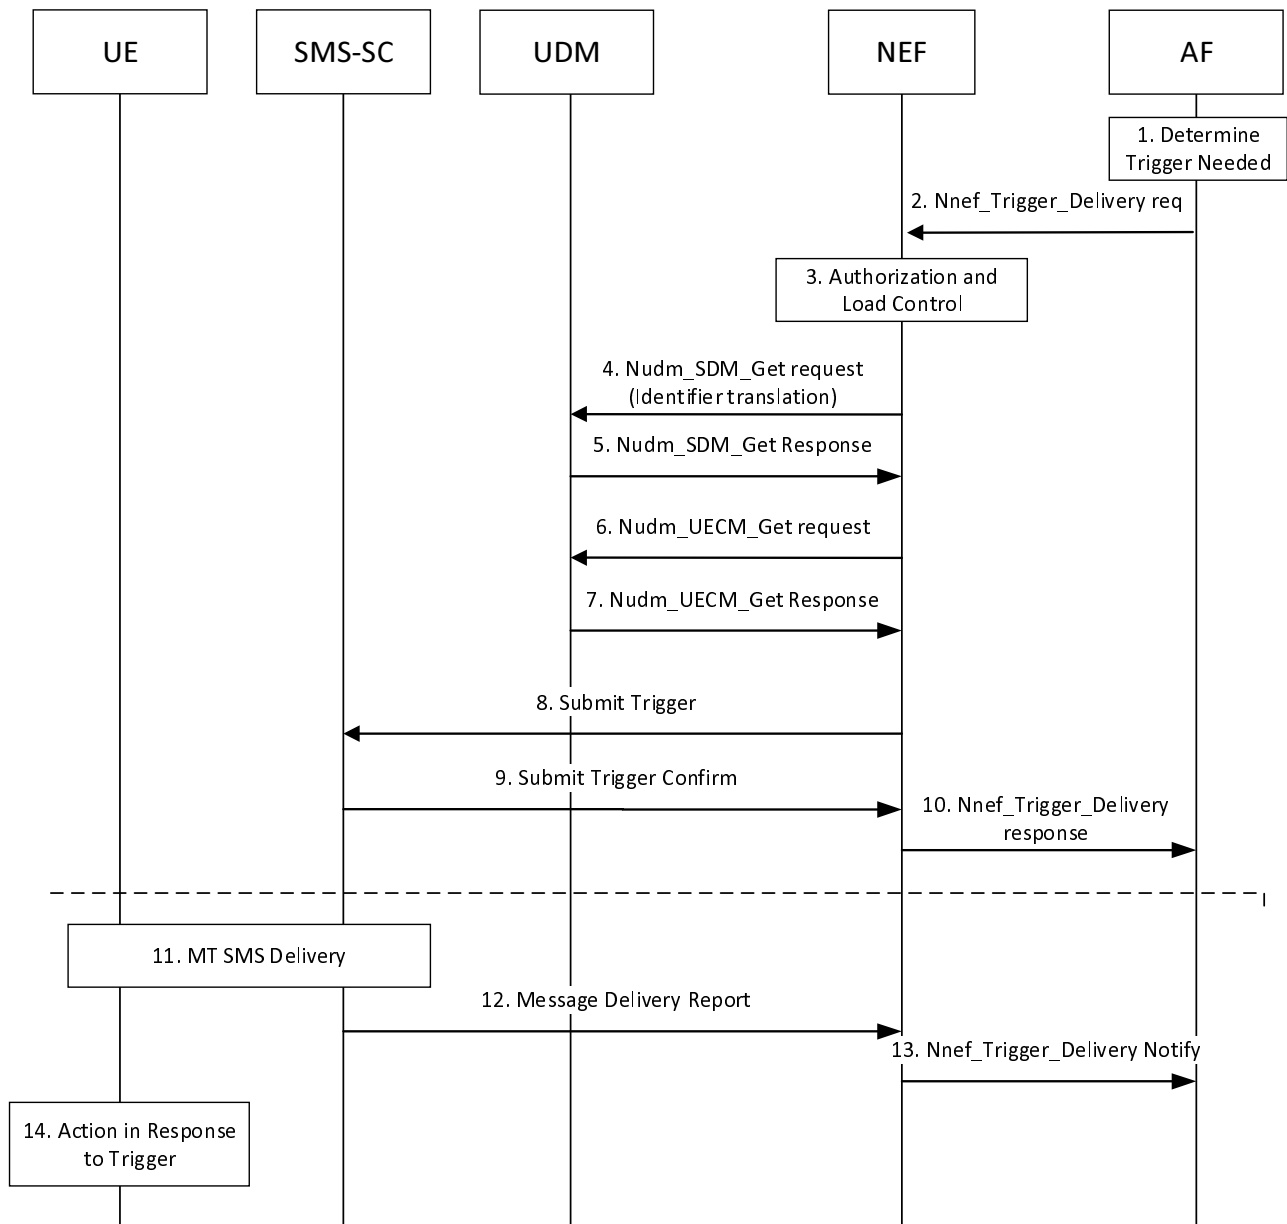 UE
SMS-SC
UDM
NEF
AF
1. Determine
Trigger Needed
2. Nnef_Trigger_Delivery req
3. Authorization and
Load Control
4. Nudm_SDM_Get request
(Identifier translation)
5. Nudm_SDM_Get Response
6. Nudm_UECM_Get request
7. Nudm_UECM_Get Response
8. Submit Trigger
9. Submit Trigger Confirm
10. Nnef_Trigger_Delivery
response
11. MT SMS Delivery
12. Message Delivery Report
13. Nnef_Trigger_Delivery Notify
14. Action in Response
to Trigger